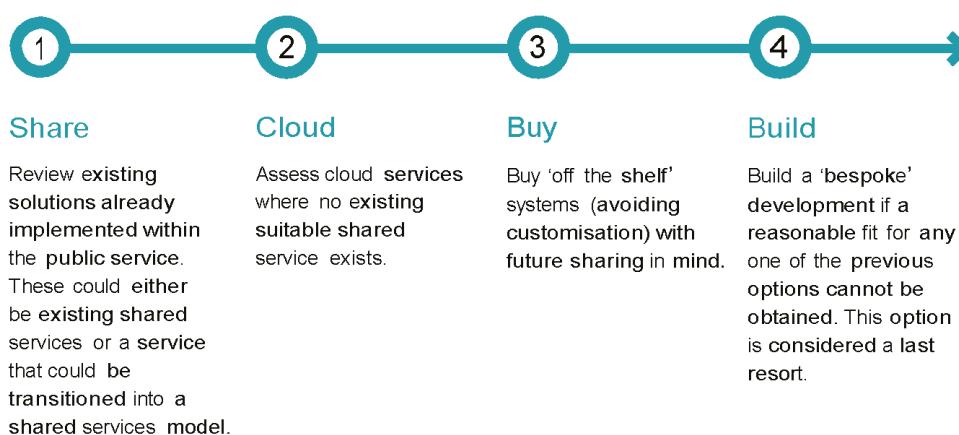 1
2
3
4
Share
Review existing
solutions already
implemented within
the public service.
These could either
be existing shared
services or a service
that could be
transitioned into a
shared services model.
Cloud
Assess cloud services
where no existing
suitable shared
service exists.
Buy
Buy ‘off the shelf’
systems (avoiding
customisation) with
future sharing in mind.
Build
Build a ‘bespoke’
development if a
reasonable fit for any
one of the previous
options cannot be
obtained. This option
is considered a last
resort.